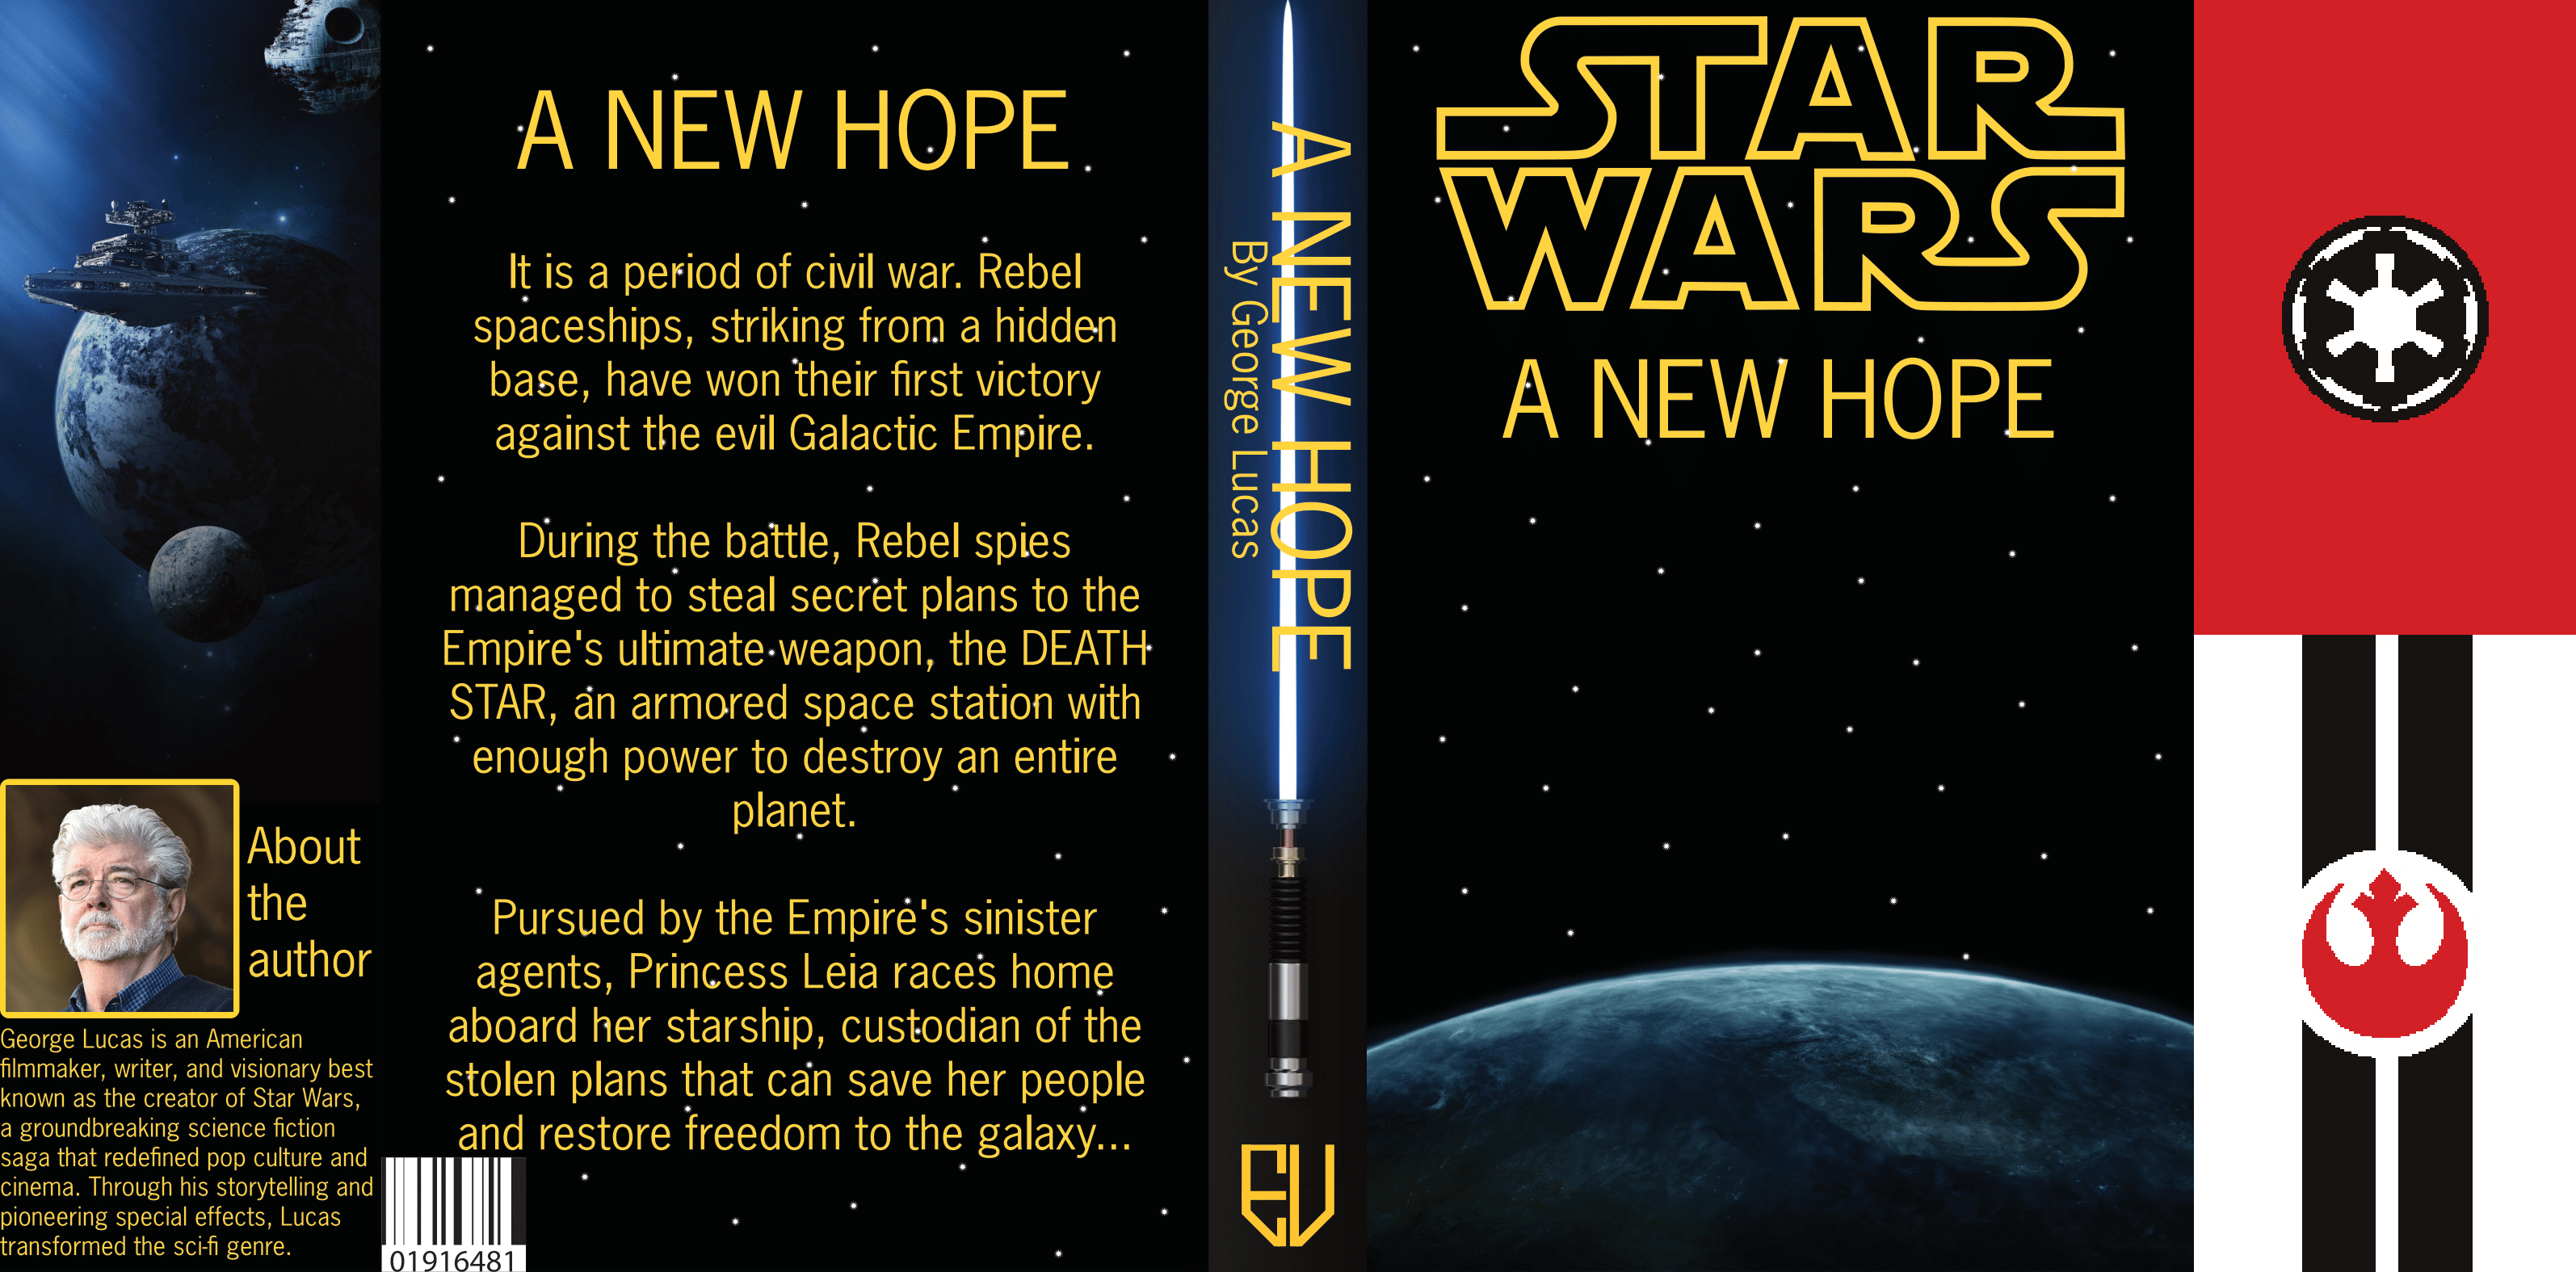 About
the
author
George Lucas is an American
filmmaker, writer, and visionary best
known as the creator of Star Wars,
a groundbreaking science fiction
saga that redefined pop culture and
cinema. Through his storytelling and
pioneering special effects, Lucas
transformed the sci-fi genre.
A NEW HOPE
It is a period of civil war. Rebel
spaceships, striking from a hidden
base, have won their first victory
against the evil Galactic Empire.
During the battle, Rebel spies
managed to steal secret plans to the
Empire's ultimate weapon, the DEATH
STAR, an armored space station with
enough power to destroy an entire
planet.
Pursued by the Empire's sinister
agents, Princess Leia races home
aboard her starship, custodian of the
stolen plans that can save her people
and restore freedom to the galaxy...
01916481
A NEW HOPE
By George Lucas
EV
STAR
WARS
A NEW HOPE